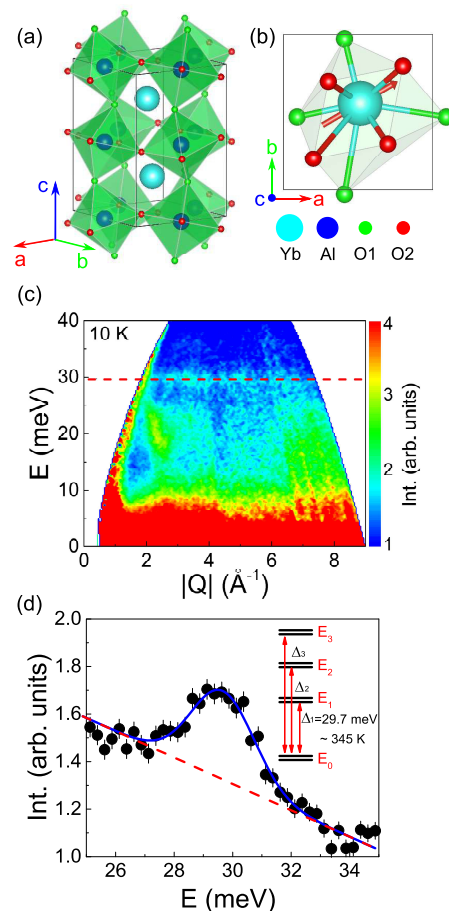 (a)
c
a
b
(b)
b
c
a
Yb
Al
O1
O2
(c)
10 K
40
30
20
10
0
E (meV)
0
2
4
6
8
|Q| (Å⁻¹)
4
3
2
1
Int. (arb. units)
(d)
2.0
1.8
1.6
1.4
1.2
1.0
Int. (arb. units)
26
28
30
32
34
E (meV)
E₃
Δ₃
E₂
Δ₂
E₁
Δ₁=29.7 meV
~ 345 K
E₀